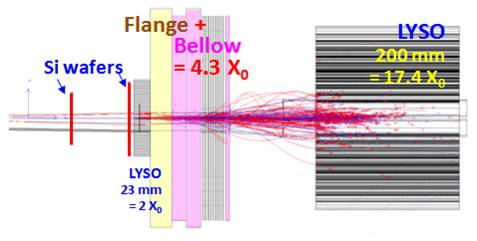 Flange +
Bellow
= 4.3 X0
Si wafers
LYSO
23 mm
= 2 X0
LYSO
200 mm
= 17.4 X0